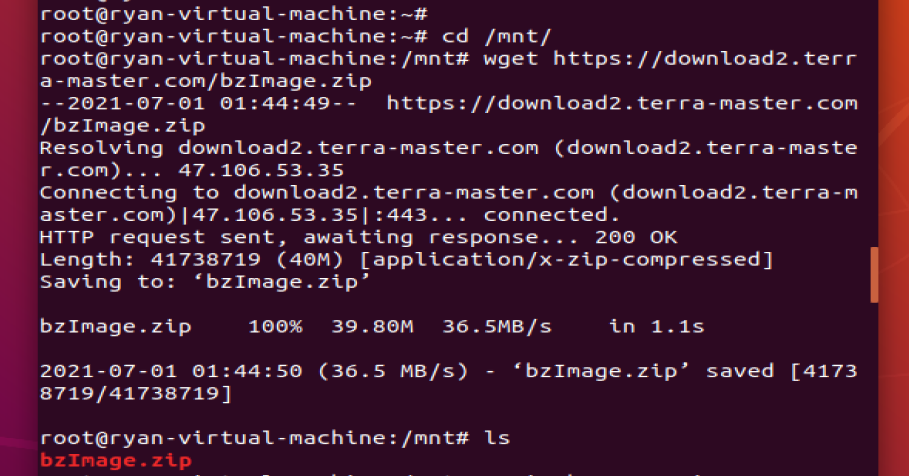 root@ryan-virtual-machine:~#
root@ryan-virtual-machine:~# cd /mnt/
root@ryan-virtual-machine:/mnt# wget https://download2.terr
a-master.com/bzImage.zip
--2021-07-01 01:44:49--  https://download2.terra-master.com
/bzImage.zip
Resolving download2.terra-master.com (download2.terra-maste
r.com)... 47.106.53.35
Connecting to download2.terra-master.com (download2.terra-m
aster.com)|47.106.53.35|:443... connected.
HTTP request sent, awaiting response... 200 OK
Length: 41738719 (40M) [application/x-zip-compressed]
Saving to: ‘bzImage.zip’
bzImage.zip    100%  39.80M  36.5MB/s    in 1.1s
2021-07-01 01:44:50 (36.5 MB/s) - ‘bzImage.zip’ saved [4173
8719/41738719]
root@ryan-virtual-machine:/mnt# ls
bzImage.zip